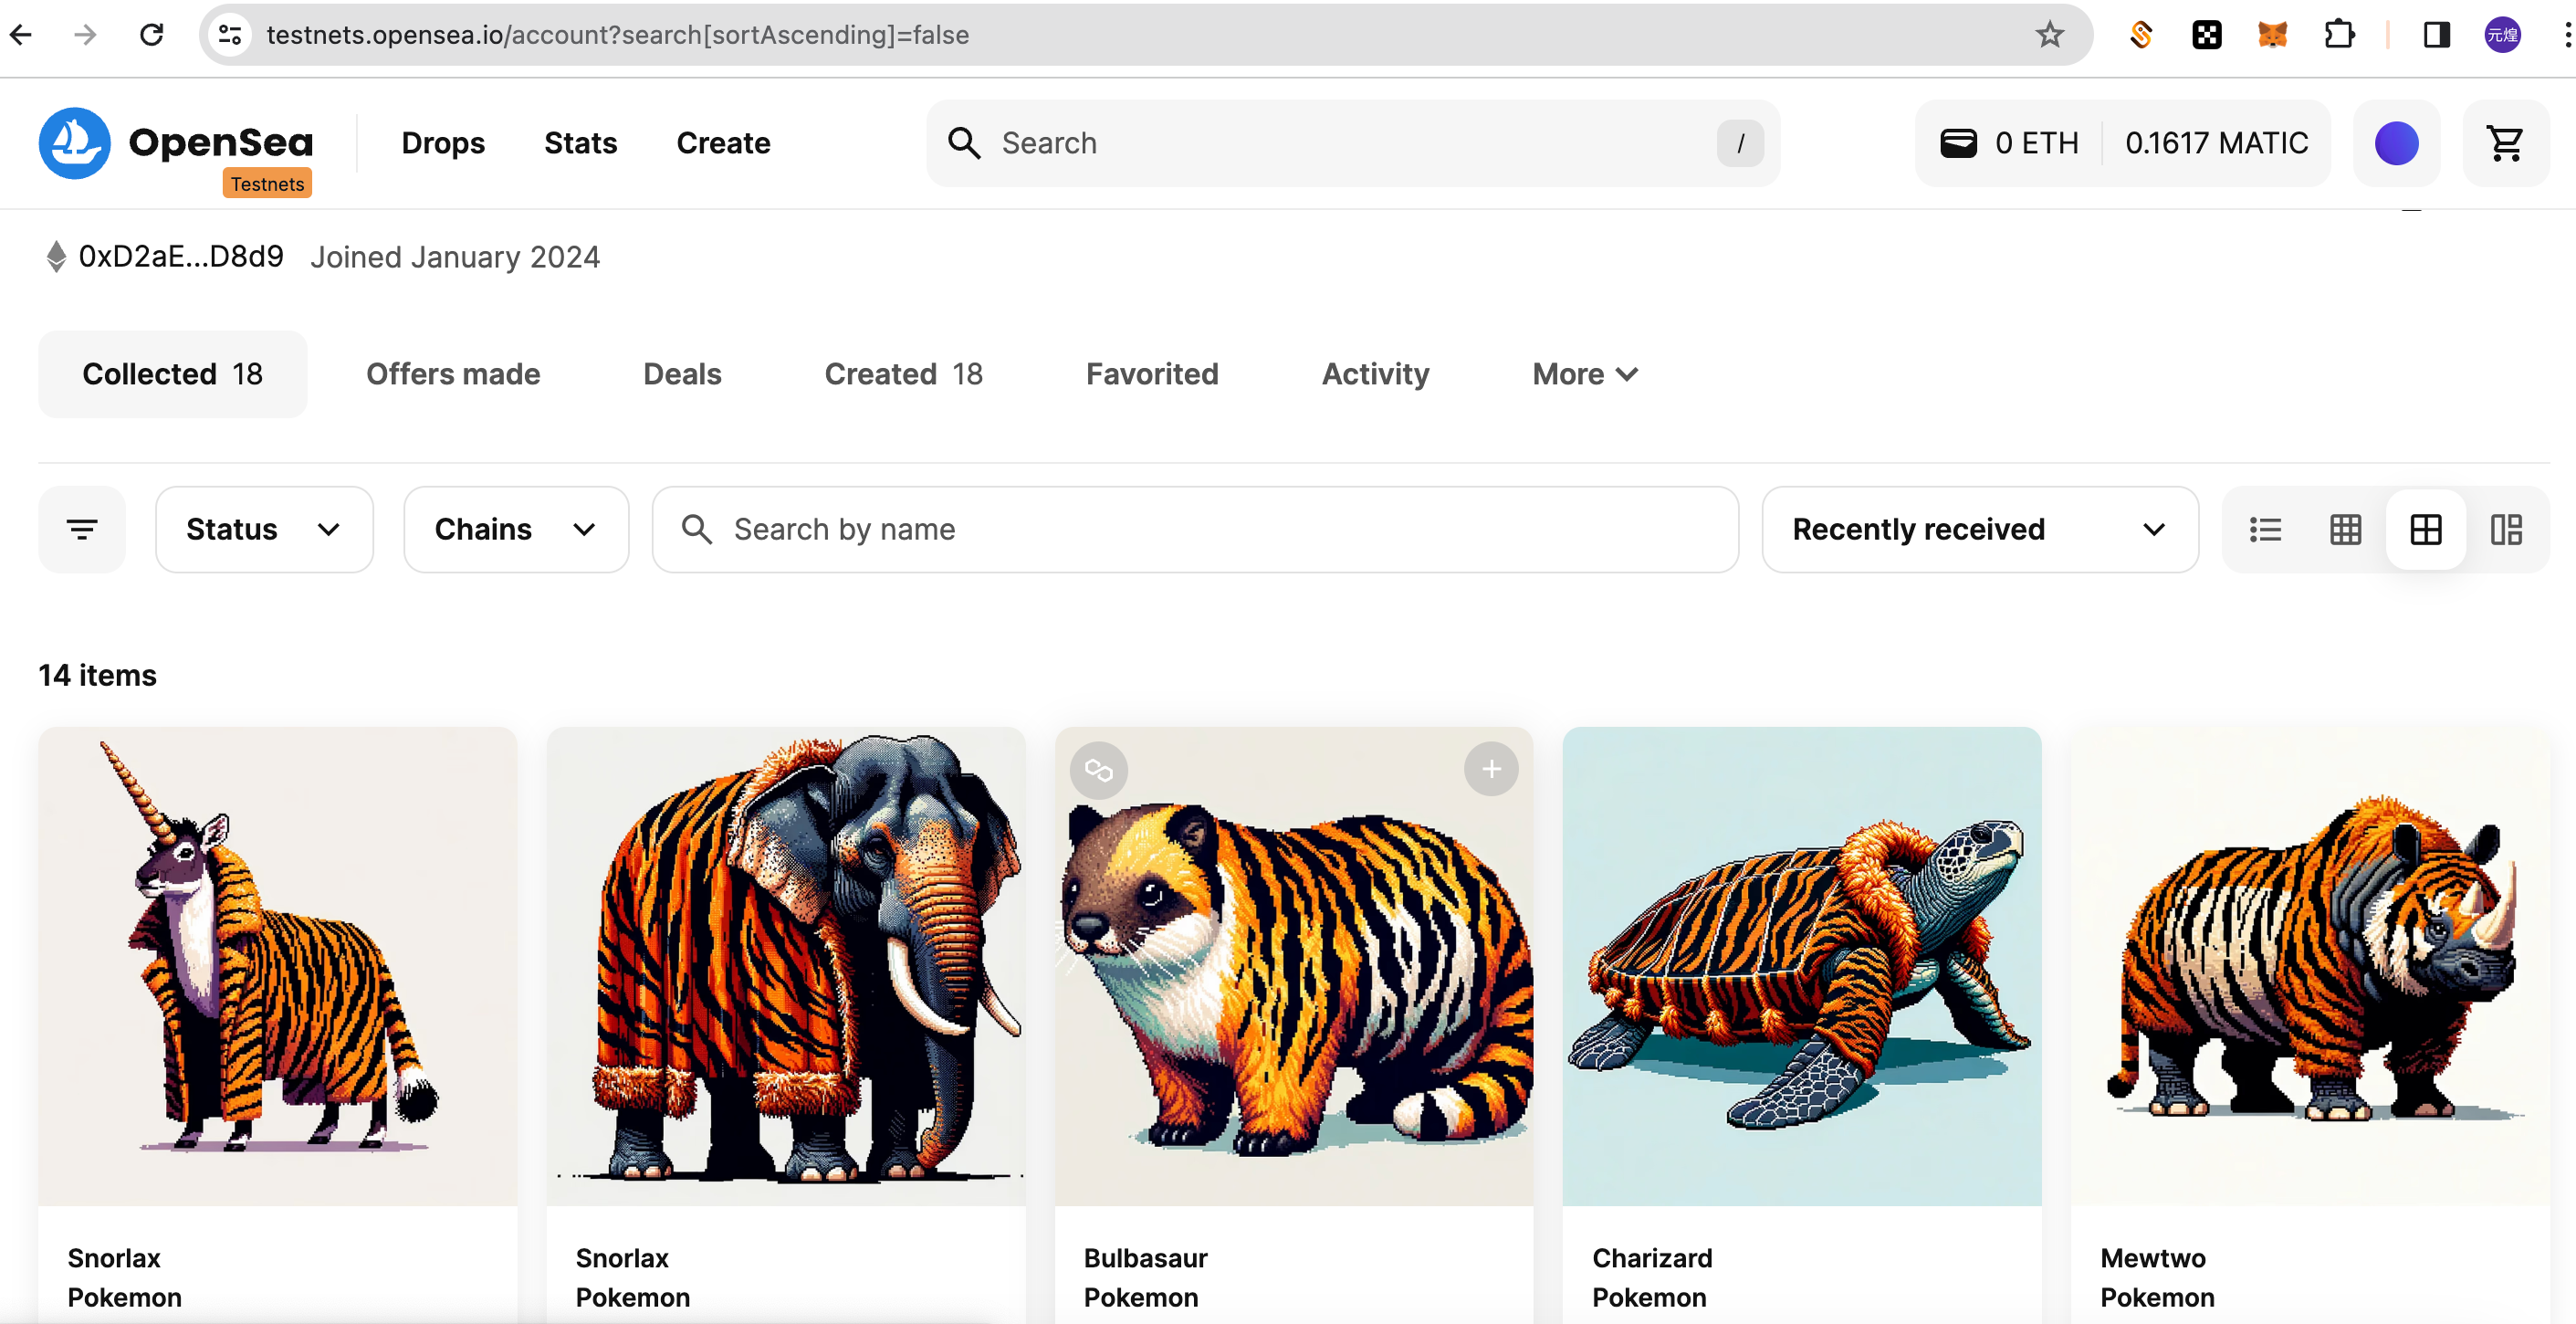 testnets.opensea.io/account?search[sortAscending]=false
元煌
OpenSea
Testnets
Drops
Stats
Create
Search
/
0 ETH
0.1617 MATIC
0xD2aE...D8d9
Joined January 2024
Collected 18
Offers made
Deals
Created 18
Favorited
Activity
More
Status
Chains
Search by name
Recently received
14 items
Snorlax
Pokemon
Snorlax
Pokemon
Bulbasaur
Pokemon
Charizard
Pokemon
Mewtwo
Pokemon